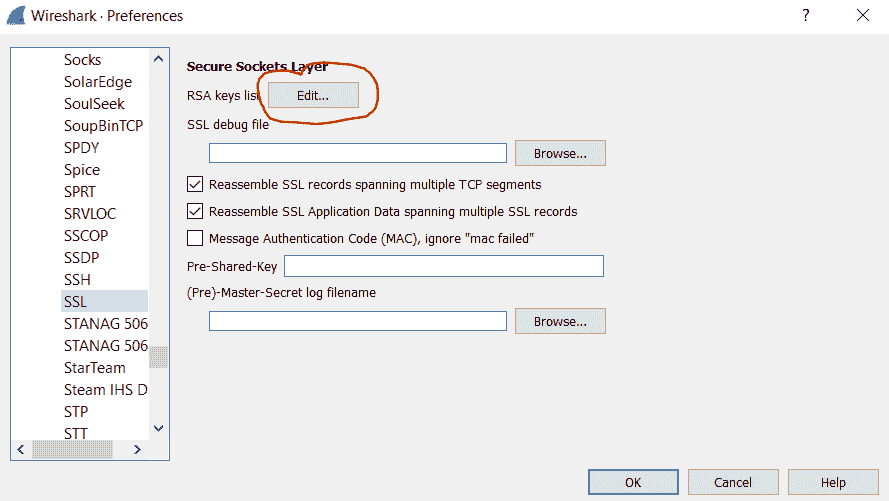 Wireshark · Preferences
?
Socks
SolarEdge
SoulSeek
SoupBinTCP
SPDY
Spice
SPRT
SRVLOC
SSCOP
SSDP
SSH
SSL
STANAG 506
STANAG 506
StarTeam
Steam IHS D
STP
STT
Secure Sockets Layer
RSA keys list Edit...
SSL debug file
Browse...
Reassemble SSL records spanning multiple TCP segments
Reassemble SSL Application Data spanning multiple SSL records
Message Authentication Code (MAC), ignore "mac failed"
Pre-Shared-Key
(Pre)-Master-Secret log filename
Browse...
OK Cancel Help